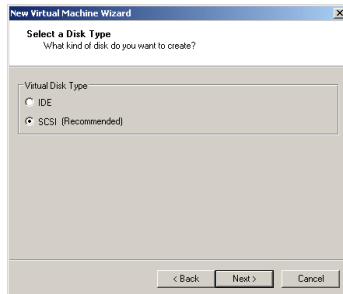 New Virtual Machine Wizard
Select a Disk Type
What kind of disk do you want to create?
Virtual Disk Type
IDE
SCSI (Recommended)
< Back
Next >
Cancel